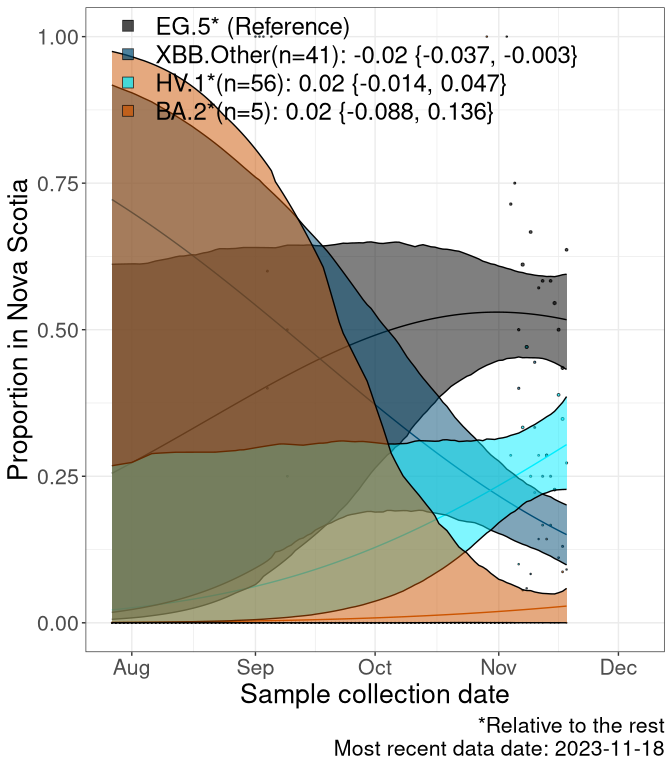 1.00
0.75
0.50
0.25
0.00
Proportion in Nova Scotia
EG.5* (Reference)
XBB.Other(n=41): -0.02 {-0.037, -0.003}
HV.1*(n=56): 0.02 {-0.014, 0.047}
BA.2*(n=5): 0.02 {-0.088, 0.136}
Aug Sep Oct Nov Dec
Sample collection date
*Relative to the rest
Most recent data date: 2023-11-18